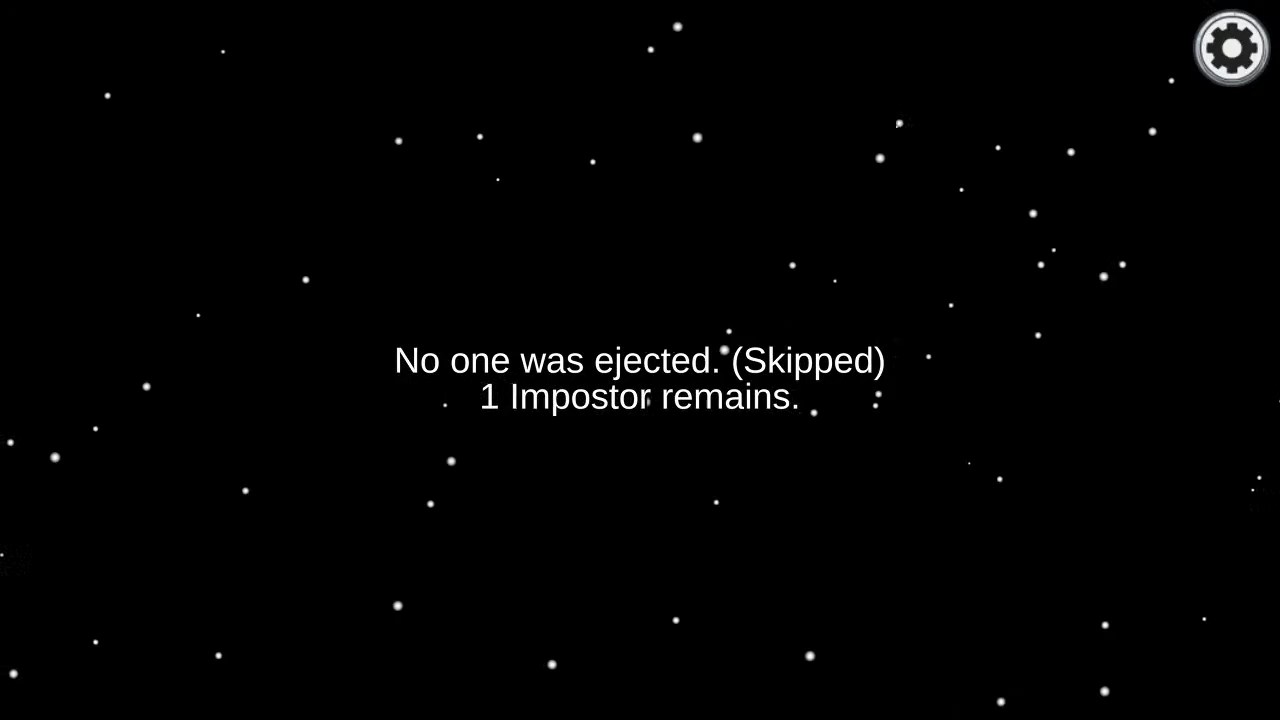 No one was ejected. (Skipped)
1 Impostor remains.